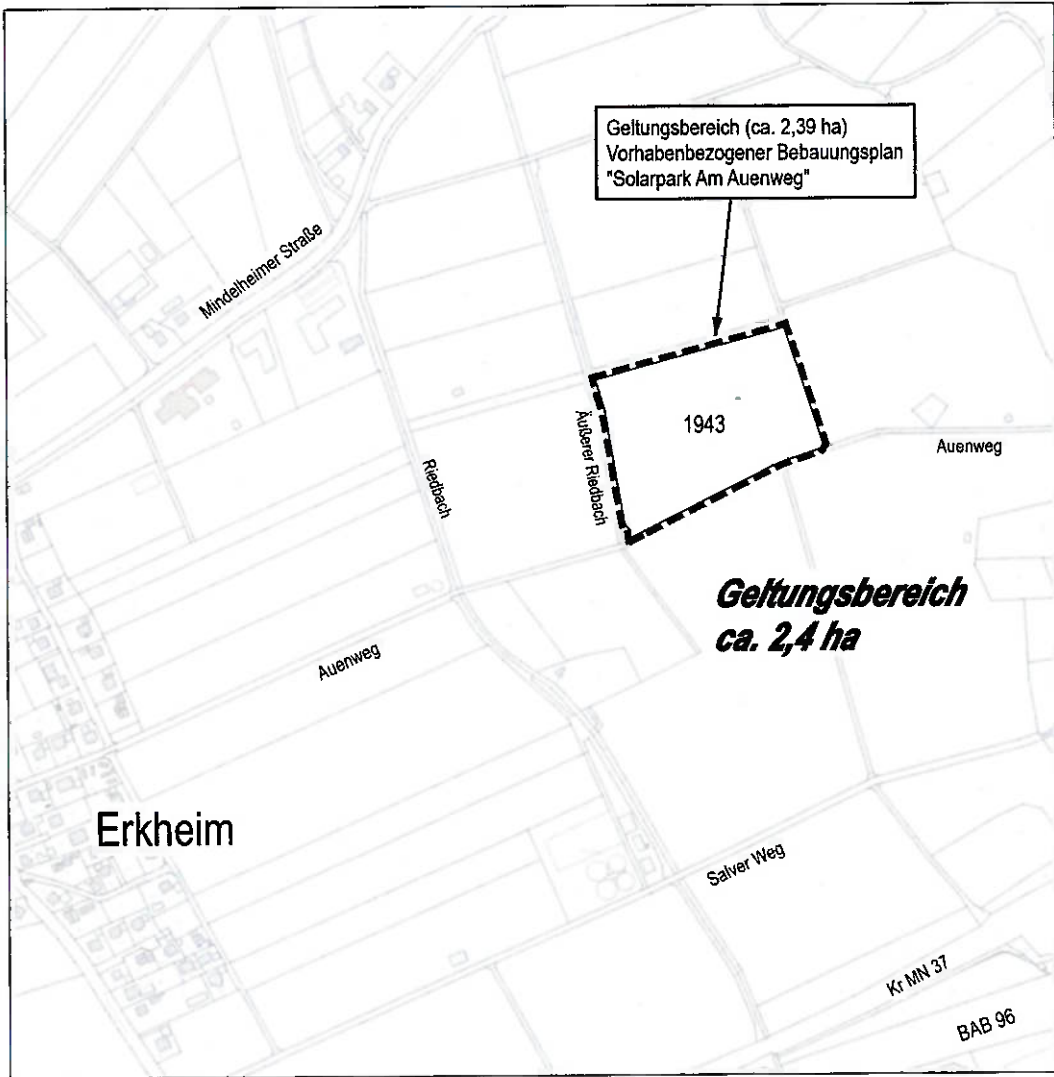 Geltungsbereich (ca. 2,39 ha)
Vorhabenbezogener Bebauungsplan
"Solarpark Am Auenweg"
Mindelheimer Straße
1943
Äußerer Riedbach
Auenweg
Riedbach
Geltungsbereich
ca. 2,4 ha
Auenweg
Erkheim
Salver Weg
Kr MN 37
BAB 96